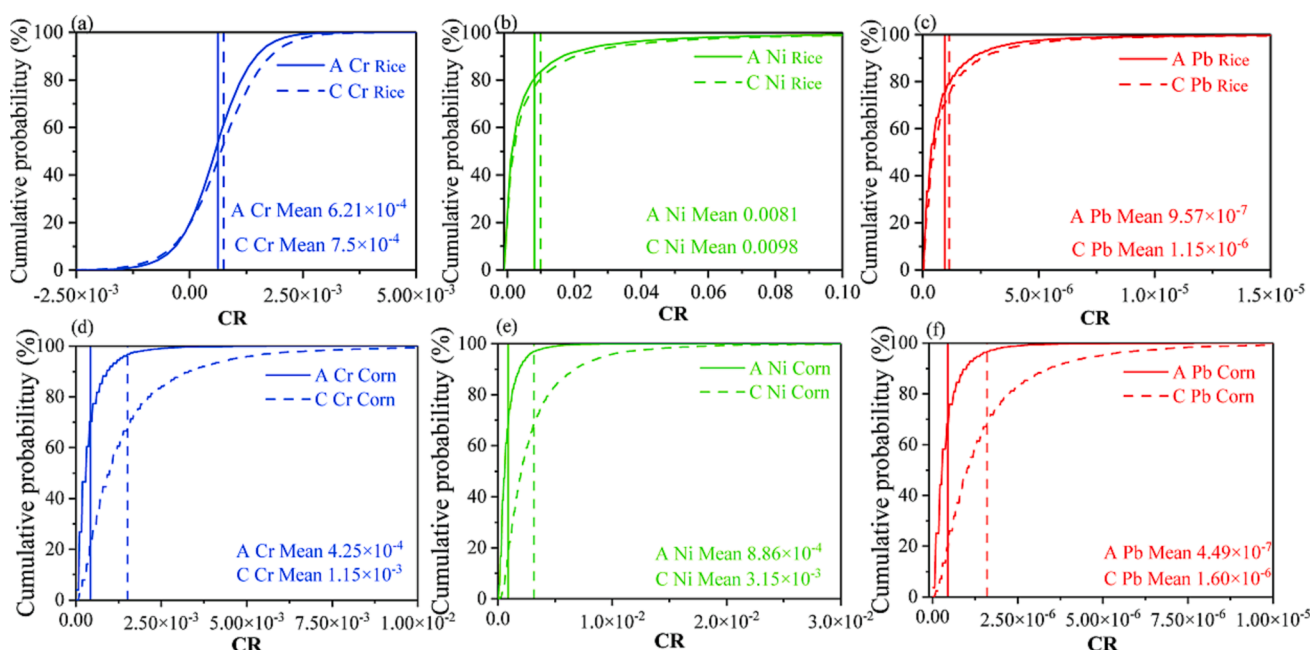 (a)
Cumulative probabilituy (%)
100
80
60
40
20
0
A Cr Rice
C Cr Rice
A Cr Mean 6.21×10⁻⁴
C Cr Mean 7.5×10⁻⁴
-2.50×10⁻³ 0.00 2.50×10⁻³ 5.00×10⁻³
CR
(b)
Cumulative probabilituy (%)
100
80
60
40
20
0
A Ni Rice
C Ni Rice
A Ni Mean 0.0081
C Ni Mean 0.0098
0.00 0.02 0.04 0.06 0.08 0.10
CR
(c)
Cumulative probabilituy (%)
100
80
60
40
20
0
A Pb Rice
C Pb Rice
A Pb Mean 9.57×10⁻⁷
C Pb Mean 1.15×10⁻⁶
0.0 5.0×10⁻⁶ 1.0×10⁻⁵ 1.5×10⁻⁵
CR
(d)
Cumulative probabilituy (%)
100
80
60
40
20
0
A Cr Corn
C Cr Corn
A Cr Mean 4.25×10⁻⁴
C Cr Mean 1.15×10⁻³
0.0 2.50×10⁻³ 5.00×10⁻³ 7.50×10⁻³ 1.00×10⁻²
CR
(e)
Cumulative probabilituy (%)
100
80
60
40
20
0
A Ni Corn
C Ni Corn
A Ni Mean 8.86×10⁻⁴
C Ni Mean 3.15×10⁻³
0.0 1.0×10⁻² 2.0×10⁻² 3.0×10⁻²
CR
(f)
Cumulative probabilituy (%)
100
80
60
40
20
0
A Pb Corn
C Pb Corn
A Pb Mean 4.49×10⁻⁷
C Pb Mean 1.60×10⁻⁶
0.0 2.5×10⁻⁶ 5.0×10⁻⁶ 7.5×10⁻⁶ 1.0×10⁻⁵
CR